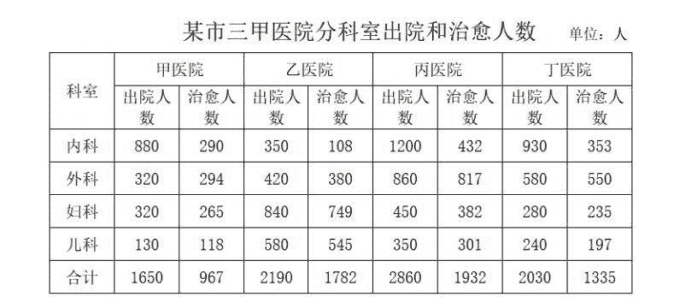 某市三甲医院分科室出院和治愈人数 单位：人
科室 甲医院 乙医院 丙医院 丁医院
出院人数 治愈人数 出院人数 治愈人数 出院人数 治愈人数 出院人数 治愈人数
内科 880 290 350 108 1200 432 930 353
外科 320 294 420 380 860 817 580 550
妇科 320 265 840 749 450 382 280 235
儿科 130 118 580 545 350 301 240 197
合计 1650 967 2190 1782 2860 1932 2030 1335